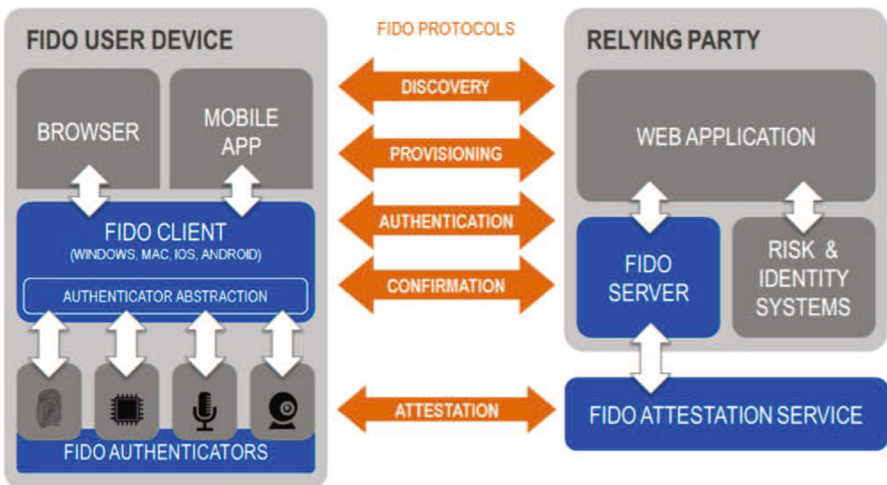 FIDO USER DEVICE
BROWSER
MOBILE
APP
FIDO CLIENT
(WINDOWS, MAC, IOS, ANDROID)
AUTHENTICATOR ABSTRACTION
FIDO AUTHENTICATORS
FIDO PROTOCOLS
DISCOVERY
PROVISIONING
AUTHENTICATION
CONFIRMATION
ATTESTATION
RELYING PARTY
WEB APPLICATION
FIDO
SERVER
RISK &
IDENTITY
SYSTEMS
FIDO ATTESTATION SERVICE